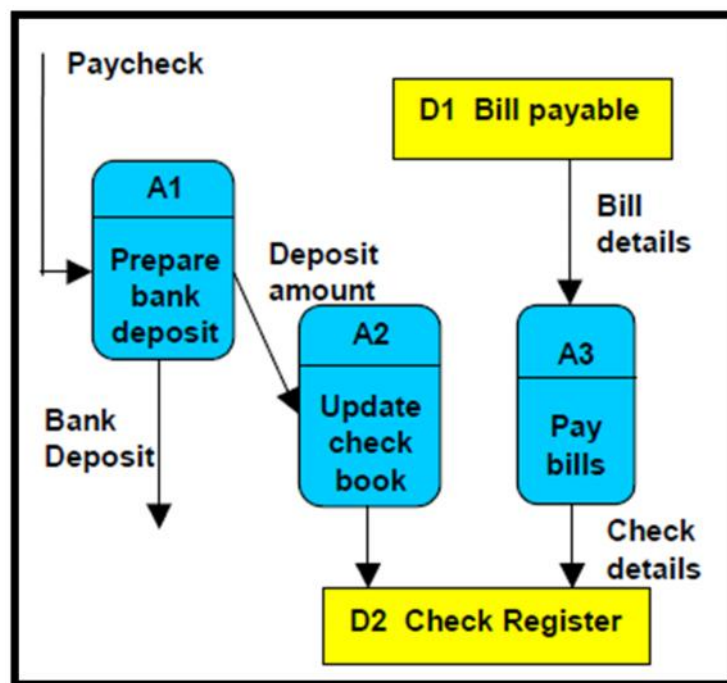 Paycheck
D1 Bill payable
A1
Prepare
bank
deposit
Deposit
amount
Bill
details
A2
Update
check
book
A3
Pay
bills
Bank
Deposit
Check
details
D2 Check Register